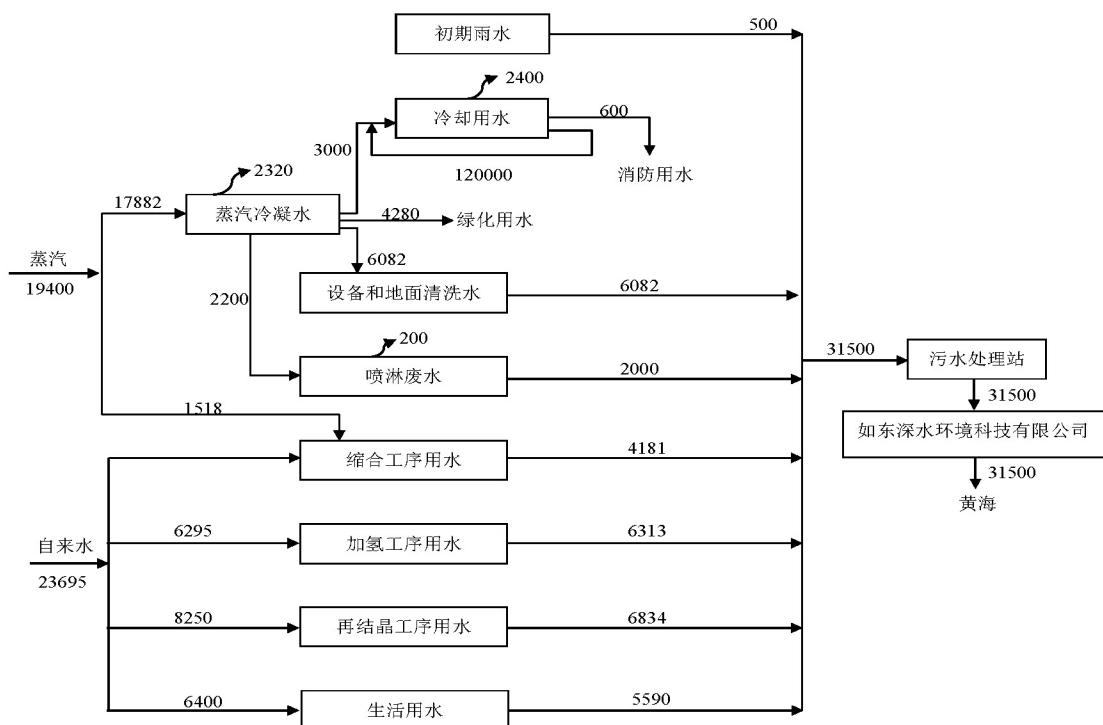 初期雨水
500
2400
冷却用水
600
3000
120000
消防用水
2320
17882
蒸汽冷凝水
4280
绿化用水
蒸汽
19400
6082
2200
设备和地面清洗水
6082
200
喷淋废水
2000
31500
污水处理站
31500
1518
如东深水环境科技有限公司
缩合工序用水
4181
31500
黄海
自来水
23695
6295
加氢工序用水
6313
8250
再结晶工序用水
6834
6400
生活用水
5590